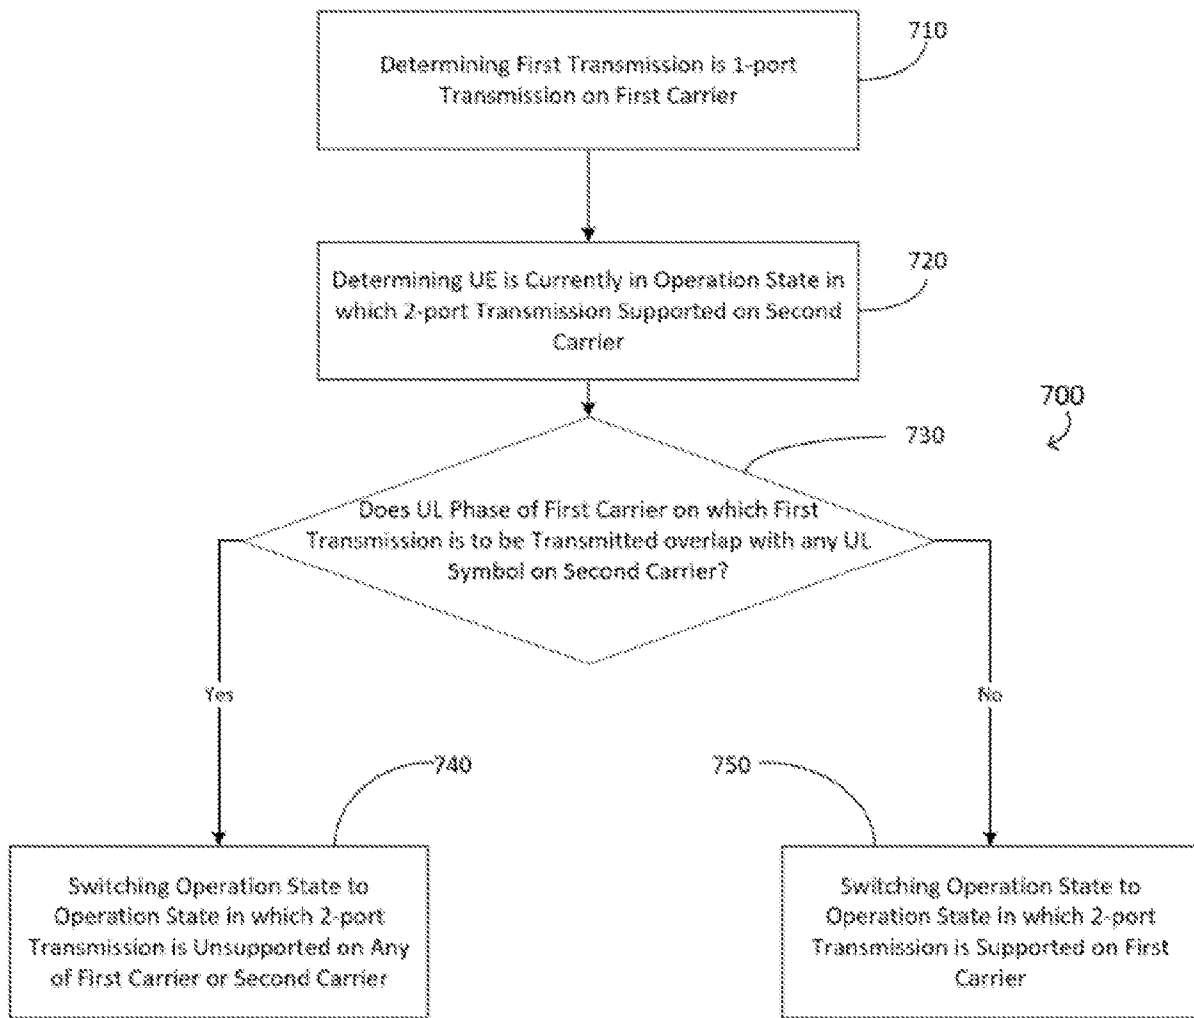 710
Determining First Transmission is 1-port
Transmission on First Carrier
720
Determining UE is Currently in Operation State in
which 2-port Transmission Supported on Second
Carrier
700
730
Does UL Phase of First Carrier on which First
Transmission is to be Transmitted overlap with any UL
Symbol on Second Carrier?
Yes
No
740
750
Switching Operation State to
Operation State in which 2-port
Transmission is Unsupported on Any
of First Carrier or Second Carrier
Switching Operation State to
Operation State in which 2-port
Transmission is Supported on First
Carrier